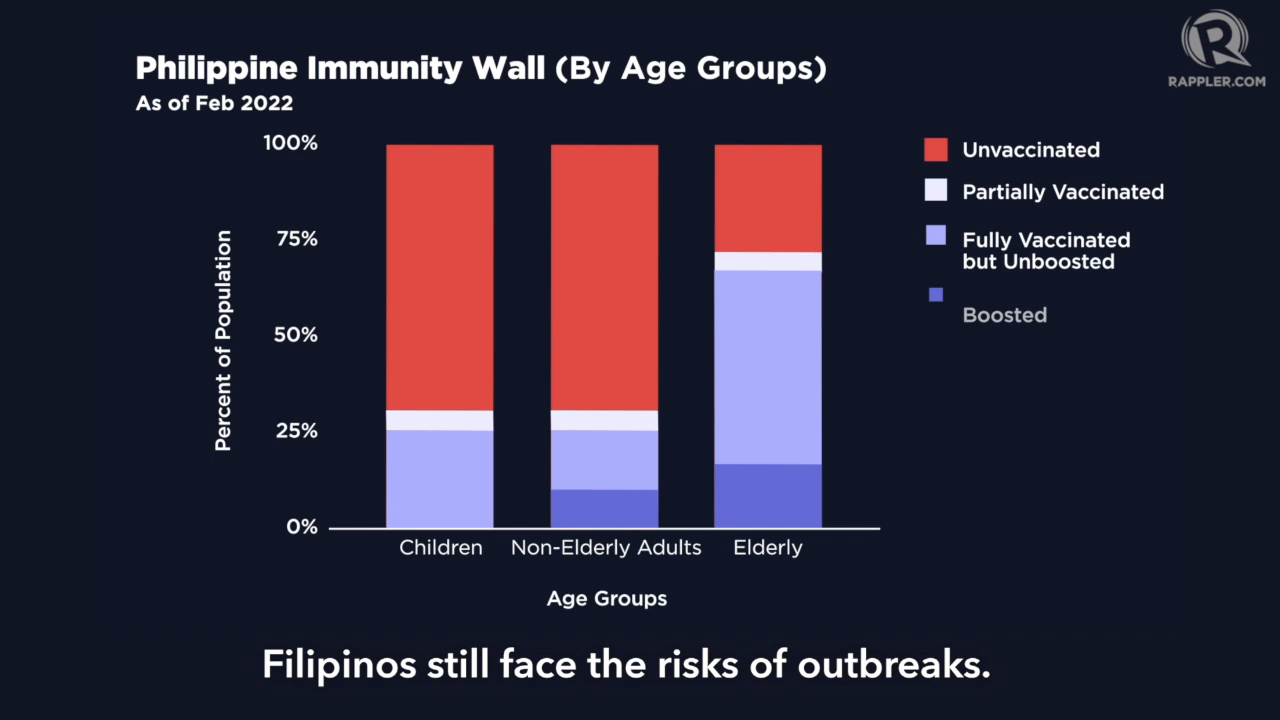 Philippine Immunity Wall (By Age Groups)
As of Feb 2022
RAPPLER.COM
100%
75%
50%
25%
0%
Percent of Population
Children
Non-Elderly Adults
Elderly
Age Groups
Unvaccinated
Partially Vaccinated
Fully Vaccinated
but Unboosted
Boosted
Filipinos still face the risks of outbreaks.